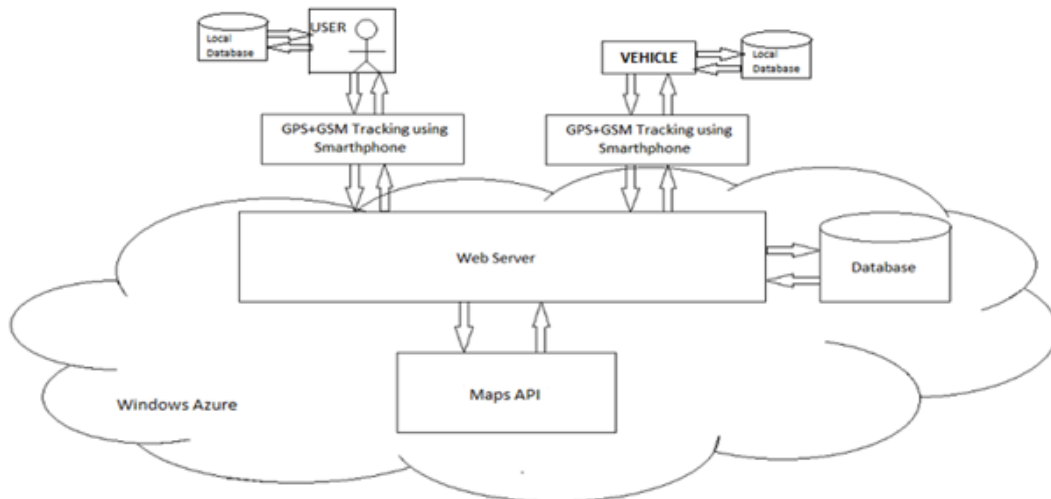 USER
Local
Database
VEHICLE
Local
Database
GPS+GSM Tracking using
Smarthphone
GPS+GSM Tracking using
Smarthphone
Web Server
Database
Maps API
Windows Azure